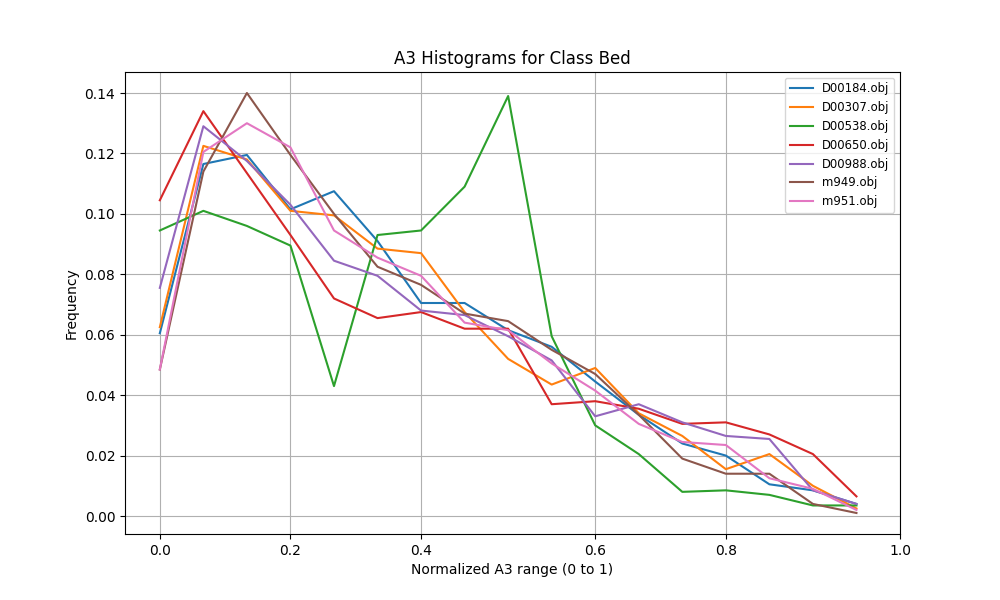 A3 Histograms for Class Bed
D00184.obj
D00307.obj
D00538.obj
D00650.obj
D00988.obj
m949.obj
m951.obj
Frequency
0.14
0.12
0.10
0.08
0.06
0.04
0.02
0.00
0.0 0.2 0.4 0.6 0.8 1.0
Normalized A3 range (0 to 1)